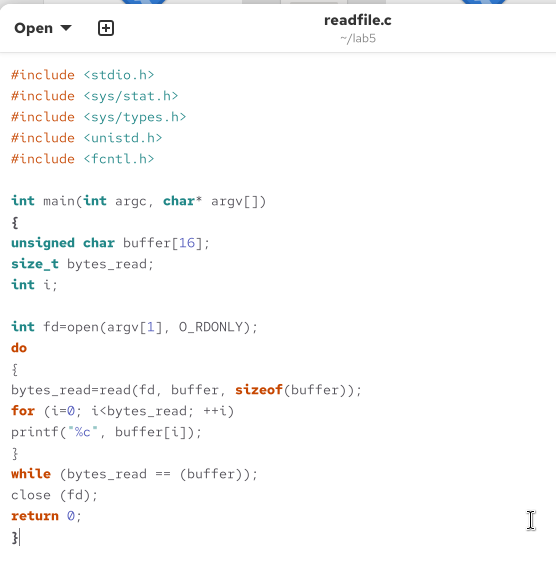 Open
readfile.c
~/lab5
#include <stdio.h>
#include <sys/stat.h>
#include <sys/types.h>
#include <unistd.h>
#include <fcntl.h>
int main(int argc, char* argv[])
{
unsigned char buffer[16];
size_t bytes_read;
int i;
int fd=open(argv[1], O_RDONLY);
do
{
bytes_read=read(fd, buffer, sizeof(buffer));
for (i=0; i<bytes_read; ++i)
printf("%c", buffer[i]);
}
while (bytes_read == (buffer));
close (fd);
return 0;
}